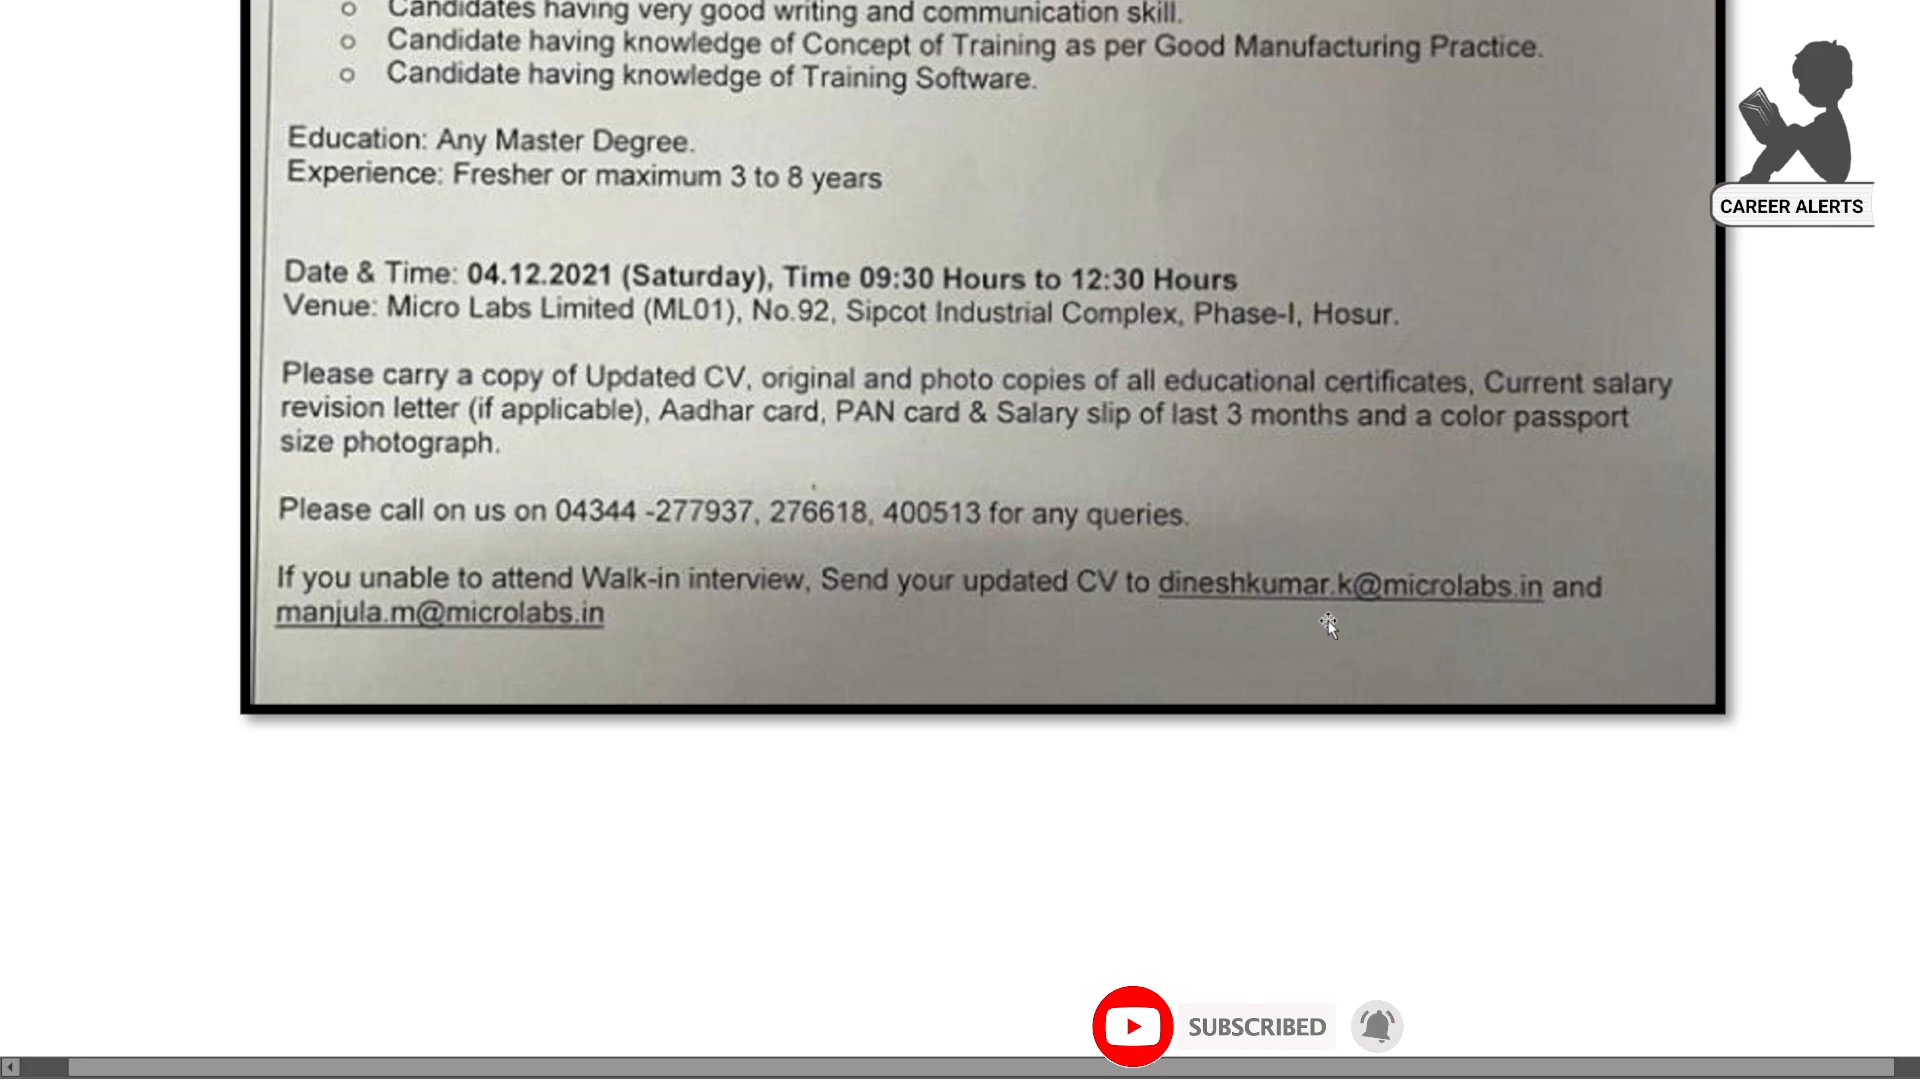 Candidates having very good writing and communication skill.
Candidate having knowledge of Concept of Training as per Good Manufacturing Practice.
Candidate having knowledge of Training Software.
Education: Any Master Degree.
Experience: Fresher or maximum 3 to 8 years
Date & Time: 04.12.2021 (Saturday), Time 09:30 Hours to 12:30 Hours
Venue: Micro Labs Limited (ML01), No.92, Sipcot Industrial Complex, Phase-I, Hosur.
Please carry a copy of Updated CV, original and photo copies of all educational certificates, Current salary
revision letter (if applicable), Aadhar card, PAN card & Salary slip of last 3 months and a color passport
size photograph.
Please call on us on 04344 -277937, 276618, 400513 for any queries.
If you unable to attend Walk-in interview, Send your updated CV to dineshkumar.k@microlabs.in and
manjula.m@microlabs.in
CAREER ALERTS
SUBSCRIBED